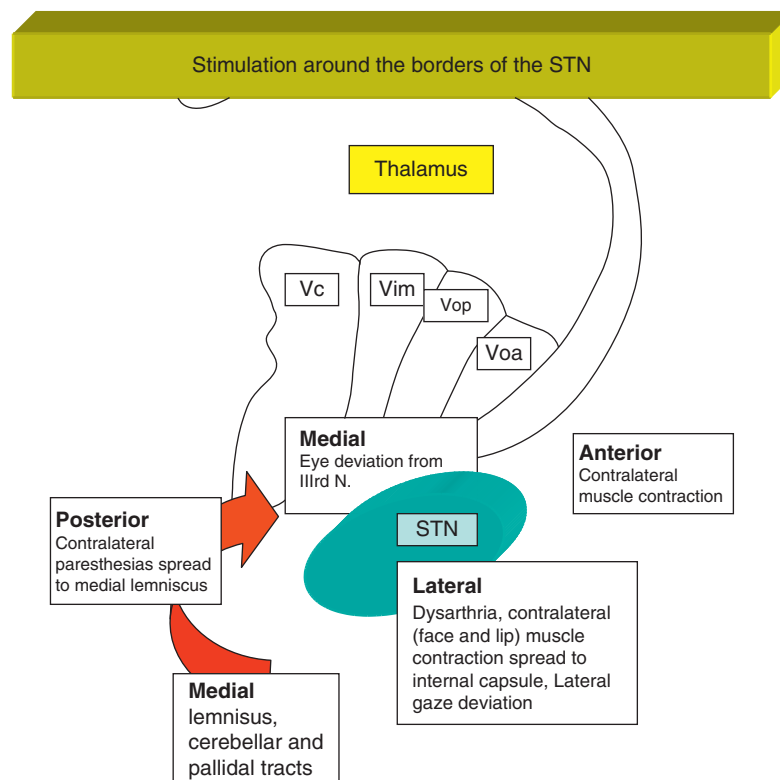 Stimulation around the borders of the STN
Thalamus
Vc
Vim
Vop
Voa
Medial
Eye deviation from
IIIrd N.
Anterior
Contralateral
muscle contraction
Posterior
Contralateral
paresthesias spread
to medial lemniscus
STN
Lateral
Dysarthria, contralateral
(face and lip) muscle
contraction spread to
internal capsule, Lateral
gaze deviation
Medial
lemnisus,
cerebellar and
pallidal tracts